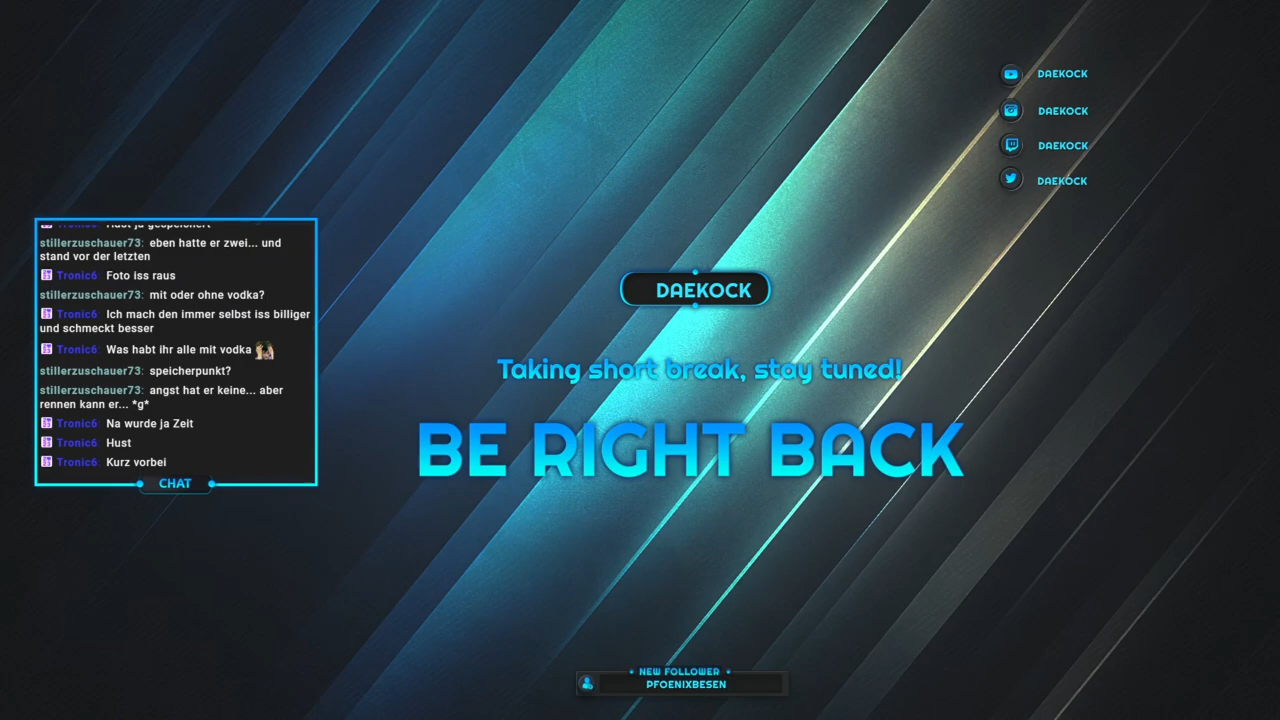 DAEKOCK
DAEKOCK
DAEKOCK
DAEKOCK
stillerzuschauer73: eben hatte er zwei... und
stand vor der letzten
Tronic6: Foto iss raus
stillerzuschauer73: mit oder ohne vodka?
Tronic6: Ich mach den immer selbst iss billiger
und schmeckt besser
Tronic6: Was habt ihr alle mit vodka
stillerzuschauer73: speicherpunkt?
stillerzuschauer73: angst hat er keine... aber
rennen kann er... *g*
Tronic6: Na wurde ja Zeit
Tronic6: Hust
Tronic6: Kurz vorbei
CHAT
DAEKOCK
Taking short break, stay tuned!
BE RIGHT BACK
NEW FOLLOWER
PFOENIXBESEN